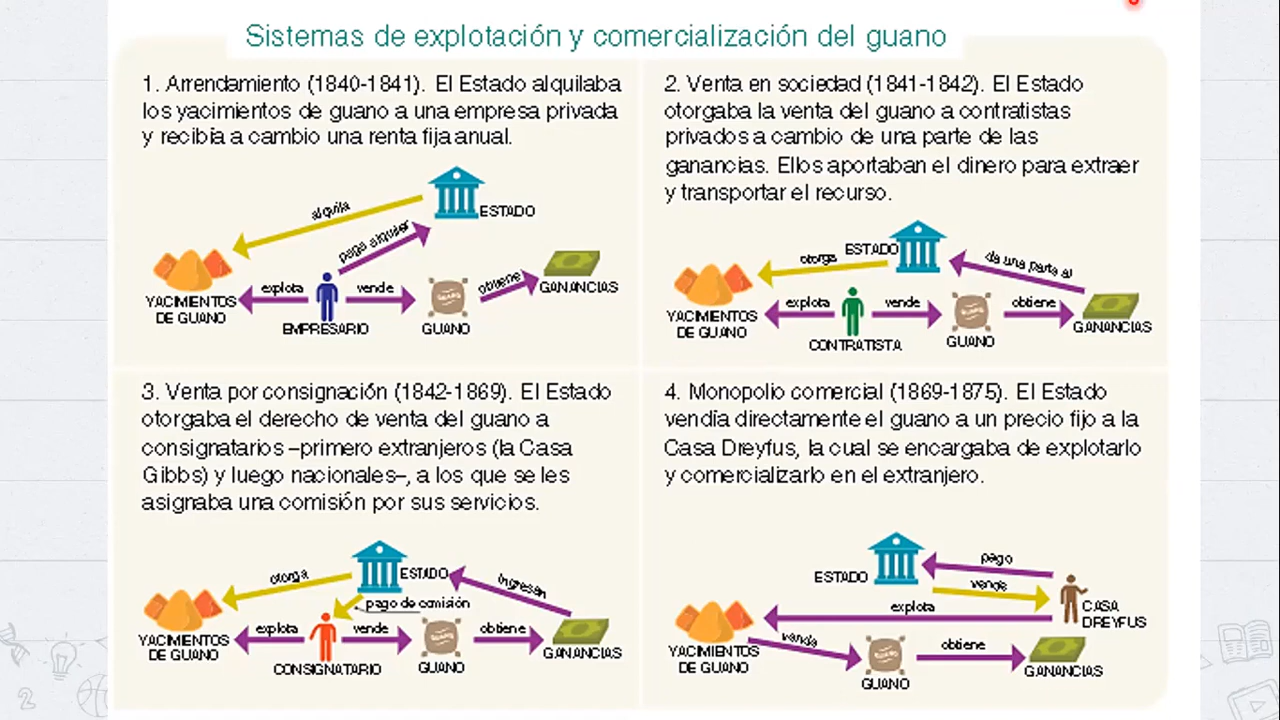 Sistemas de explotación y comercialización del guano
1. Arrendamiento (1840-1841). El Estado alquilaba
los yacimientos de guano a una empresa privada
y recibía a cambio una renta fija anual.
alquila
ESTADO
paga alquiler
explota
vende
obtiene
GANANCIAS
YACIMIENTOS
DE GUANO
EMPRESARIO
GUANO
2. Venta en sociedad (1841-1842). El Estado
otorgaba la venta del guano a contratistas
privados a cambio de una parte de las
ganancias. Ellos aportaban el dinero para extraer
y transportar el recurso.
ESTADO
otorga
da una parte al
explota
vende
obtiene
YACIMIENTOS
DE GUANO
CONTRATISTA
GUANO
GANANCIAS
3. Venta por consignación (1842-1869). El Estado
otorgaba el derecho de venta del guano a
consignatarios –primero extranjeros (la Casa
Gibbs) y luego nacionales–, a los que se les
asignaba una comisión por sus servicios.
otorga
ESTADO
ingresan
pago de comisión
explota
vende
obtiene
YACIMIENTOS
DE GUANO
CONSIGNATARIO
GUANO
GANANCIAS
4. Monopolio comercial (1869-1875). El Estado
vendía directamente el guano a un precio fijo a la
Casa Dreyfus, la cual se encargaba de explotarlo
y comercializarlo en el extranjero.
ESTADO
pago
vende
explota
CASA
DREYFUS
vende
obtiene
YACIMIENTOS
DE GUANO
GUANO
GANANCIAS
2